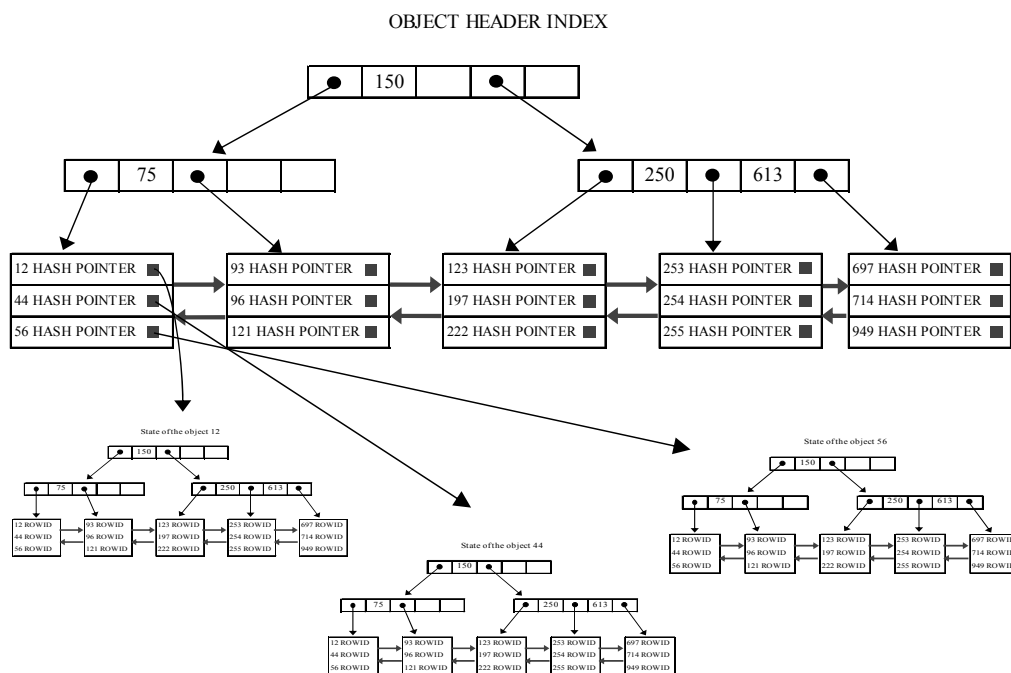 OBJECT HEADER INDEX
150
75
250 613
12 HASH POINTER
44 HASH POINTER
56 HASH POINTER
93 HASH POINTER
96 HASH POINTER
121 HASH POINTER
123 HASH POINTER
197 HASH POINTER
222 HASH POINTER
253 HASH POINTER
254 HASH POINTER
255 HASH POINTER
697 HASH POINTER
714 HASH POINTER
949 HASH POINTER
State of the object 12
150
75
250 613
12 ROWID
44 ROWID
56 ROWID
93 ROWID
96 ROWID
121 ROWID
123 ROWID
197 ROWID
222 ROWID
253 ROWID
254 ROWID
255 ROWID
697 ROWID
714 ROWID
949 ROWID
State of the object 56
150
75
250 613
12 ROWID
44 ROWID
56 ROWID
93 ROWID
96 ROWID
121 ROWID
123 ROWID
197 ROWID
222 ROWID
253 ROWID
254 ROWID
255 ROWID
697 ROWID
714 ROWID
949 ROWID
State of the object 44
150
75
250 613
12 ROWID
44 ROWID
56 ROWID
93 ROWID
96 ROWID
121 ROWID
123 ROWID
197 ROWID
222 ROWID
253 ROWID
254 ROWID
255 ROWID
697 ROWID
714 ROWID
949 ROWID